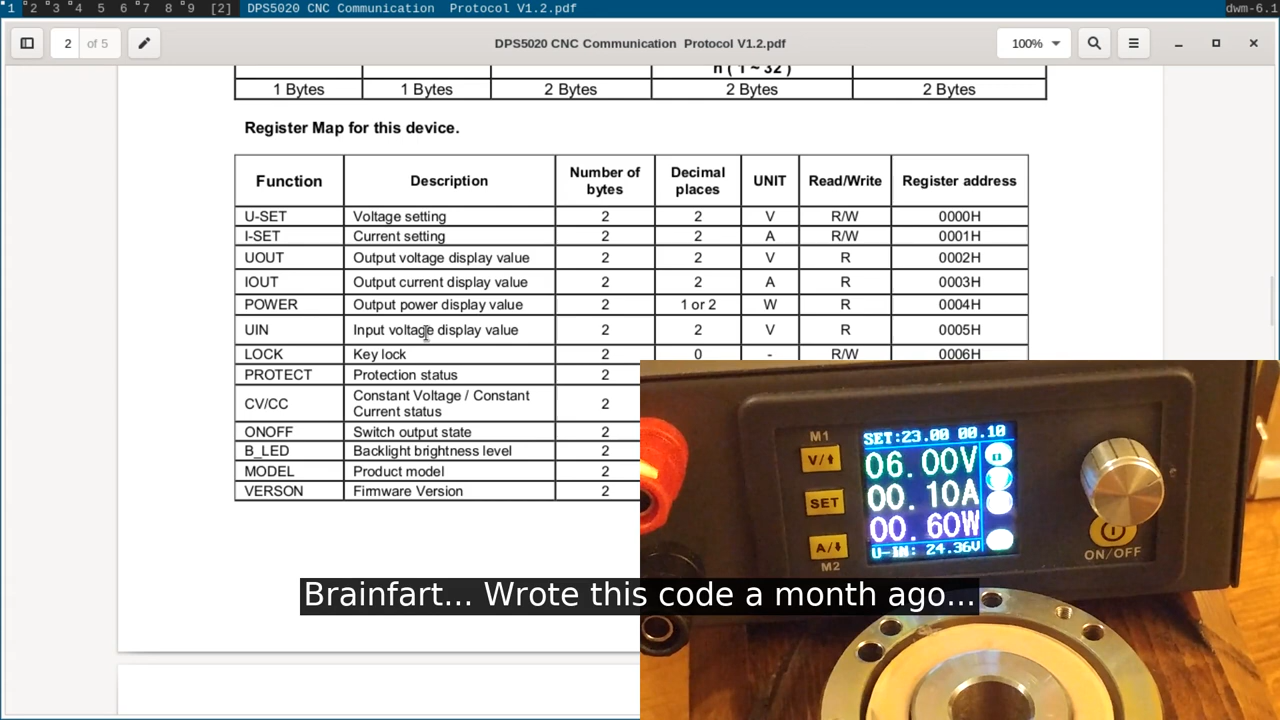 1 2 3 4 5 6 7 8 9 [2] DPS5020 CNC Communication Protocol V1.2.pdf dwm-6.1
2 of 5 DPS5020 CNC Communication Protocol V1.2.pdf 100%
n ( 1 ~ 32 )
1 Bytes 1 Bytes 2 Bytes 2 Bytes 2 Bytes
Register Map for this device.
Function Description Number of bytes Decimal places UNIT Read/Write Register address
U-SET Voltage setting 2 2 V R/W 0000H
I-SET Current setting 2 2 A R/W 0001H
UOUT Output voltage display value 2 2 V R 0002H
IOUT Output current display value 2 2 A R 0003H
POWER Output power display value 2 1 or 2 W R 0004H
UIN Input voltage display value 2 2 V R 0005H
LOCK Key lock 2 0 - R/W 0006H
PROTECT Protection status 2
CV/CC Constant Voltage / Constant Current status 2
ONOFF Switch output state 2
B_LED Backlight brightness level 2
MODEL Product model 2
VERSON Firmware Version 2
M1
V/⬆
SET
A/⬇
M2
SET:23.00 00.10
06.00V
00.10A
00.60W
U-IN: 24.36V
ON/OFF
Brainfart... Wrote this code a month ago...